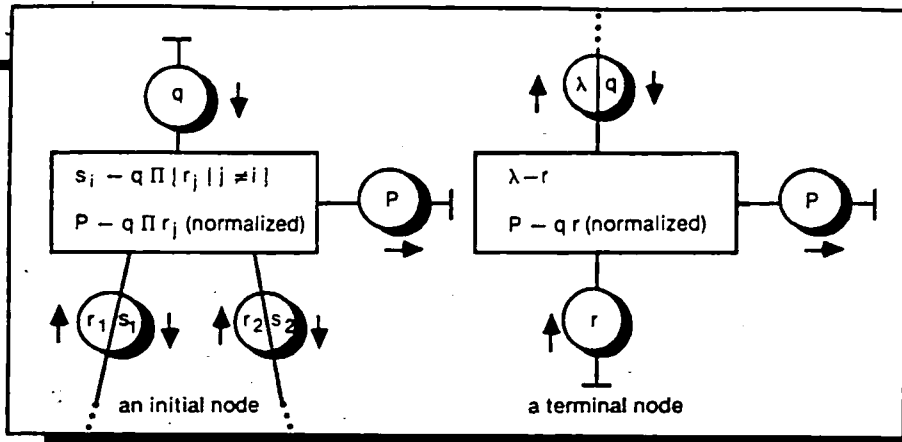 q
s_i – q Π { r_j | j ≠ i }
P – q Π r_j (normalized)
P
r_1 s_1
r_2 s_2
an initial node
λ q
λ – r
P – q r (normalized)
P
r
a terminal node